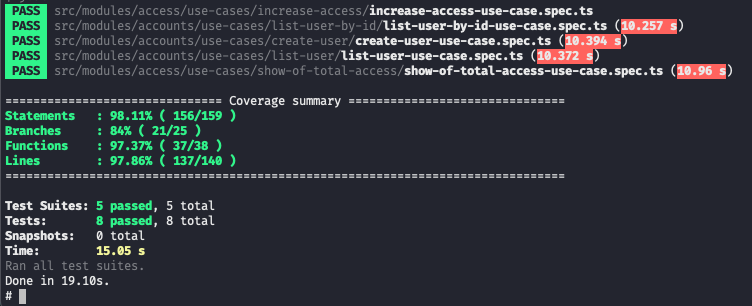 PASS src/modules/access/use-cases/increase-access/increase-access-use-case.spec.ts
PASS src/modules/accounts/use-cases/list-user-by-id/list-user-by-id-use-case.spec.ts (10.257 s)
PASS src/modules/accounts/use-cases/create-user/create-user-use-case.spec.ts (10.394 s)
PASS src/modules/accounts/use-cases/list-user/list-user-use-case.spec.ts (10.372 s)
PASS src/modules/access/use-cases/show-of-total-access/show-of-total-access-use-case.spec.ts (10.96 s)
============================= Coverage summary =============================
Statements : 98.11% ( 156/159 )
Branches : 84% ( 21/25 )
Functions : 97.37% ( 37/38 )
Lines : 97.86% ( 137/140 )
==========================================================================
Test Suites: 5 passed, 5 total
Tests: 8 passed, 8 total
Snapshots: 0 total
Time: 15.05 s
Ran all test suites.
Done in 19.10s.
#